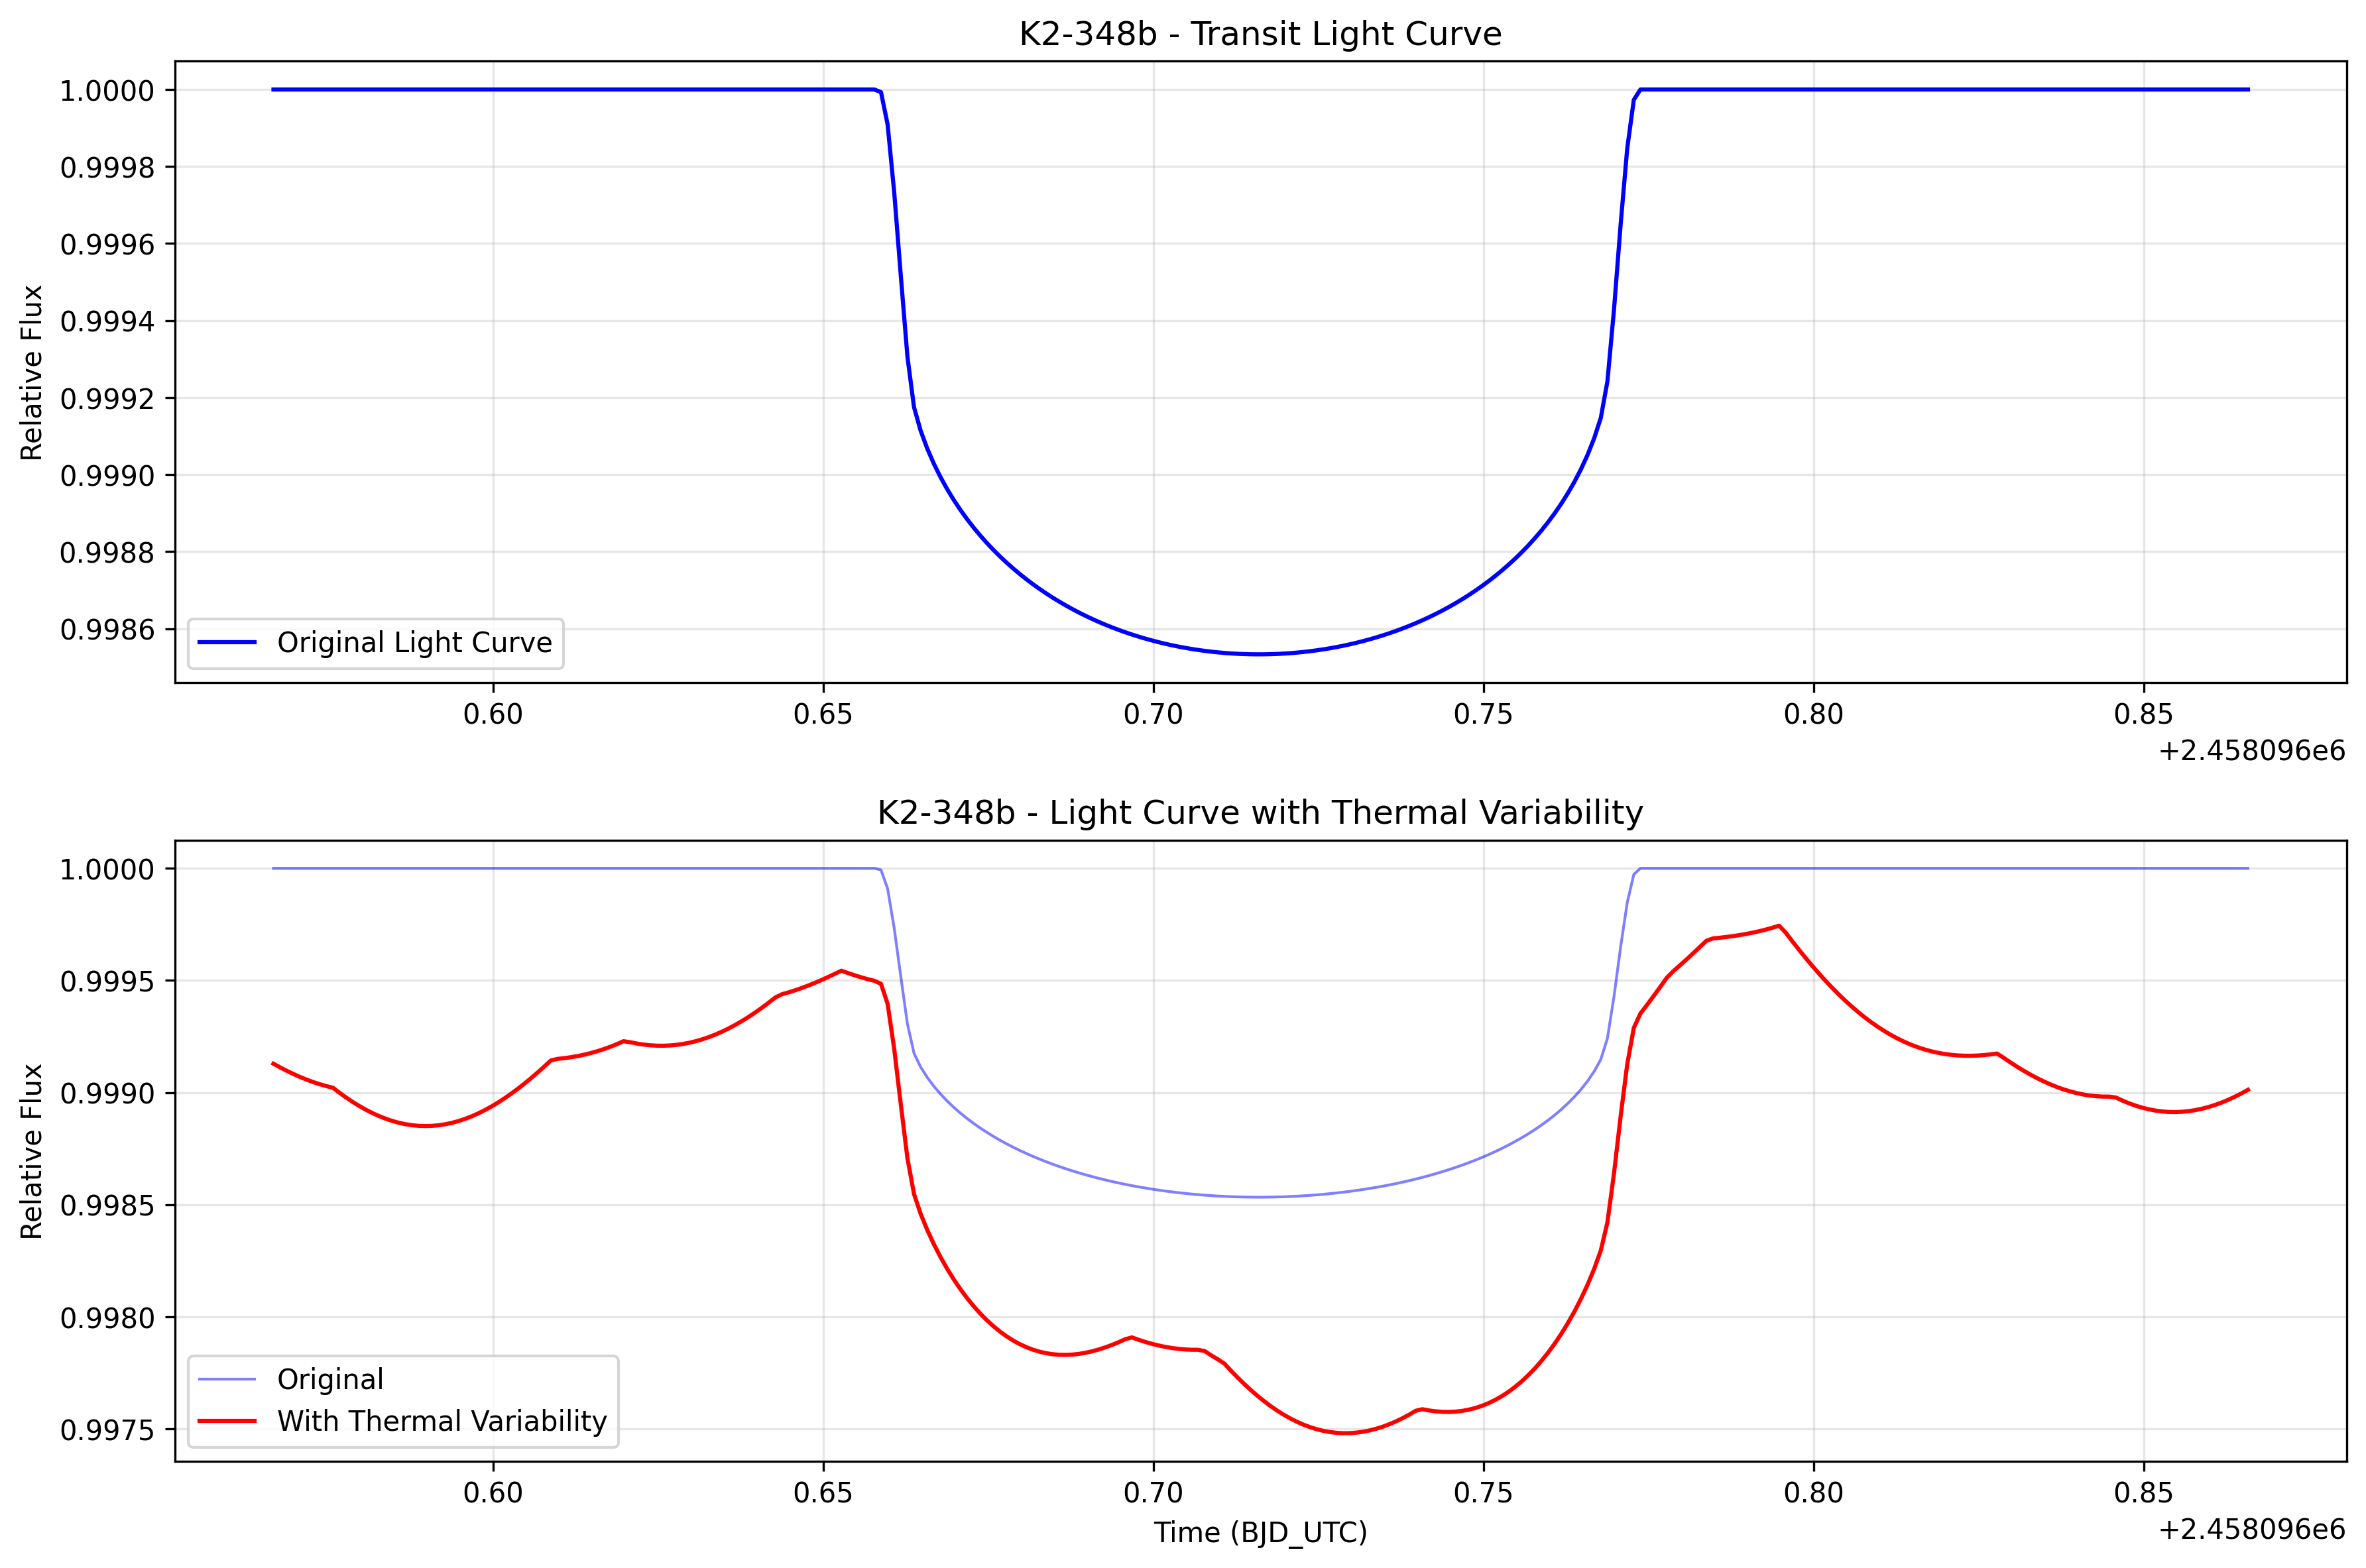 K2-348b - Transit Light Curve
Relative Flux
1.0000
0.9998
0.9996
0.9994
0.9992
0.9990
0.9988
0.9986
Original Light Curve
0.60 0.65 0.70 0.75 0.80 0.85
+2.458096e6
K2-348b - Light Curve with Thermal Variability
Relative Flux
1.0000
0.9995
0.9990
0.9985
0.9980
0.9975
Original
With Thermal Variability
0.60 0.65 0.70 0.75 0.80 0.85
Time (BJD_UTC)
+2.458096e6